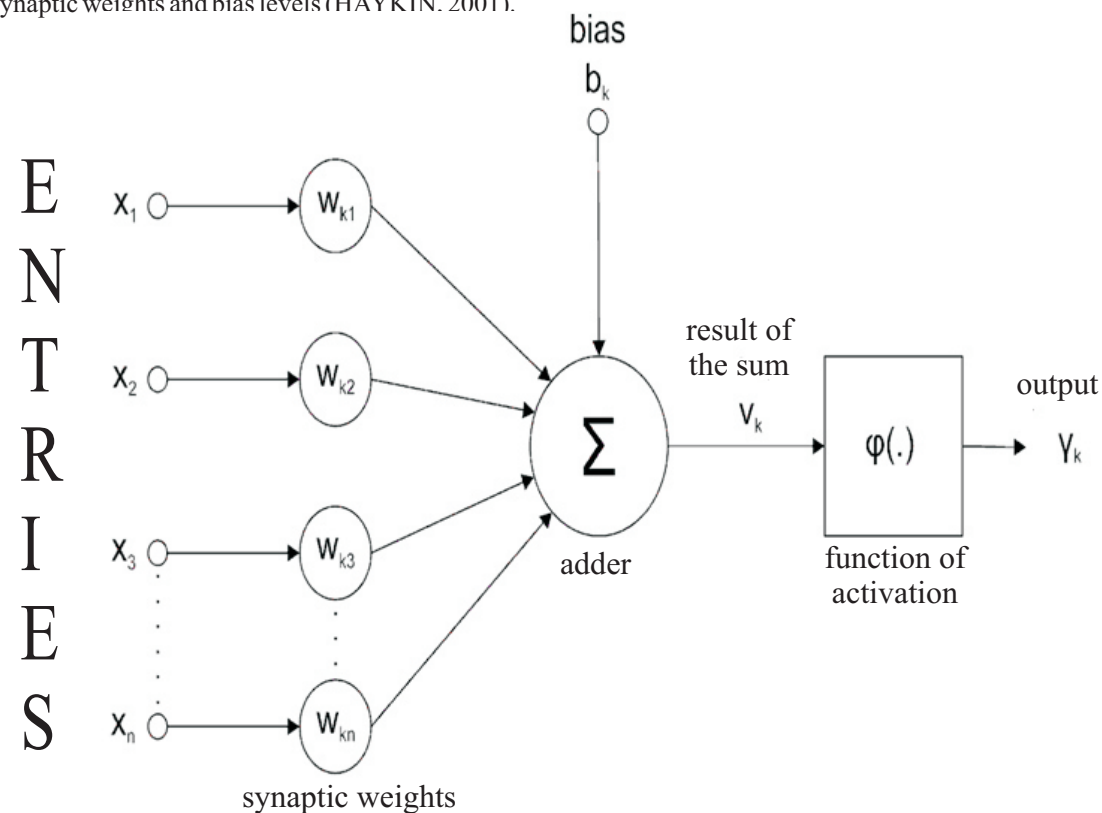 synaptic weights and bias levels (HAYKIN, 2001).
bias
b_k
ENTRIES
x_1
w_k1
x_2
w_k2
x_3
w_k3
x_n
w_kn
synaptic weights
Σ
adder
result of
the sum
v_k
φ(.)
function of
activation
output
y_k